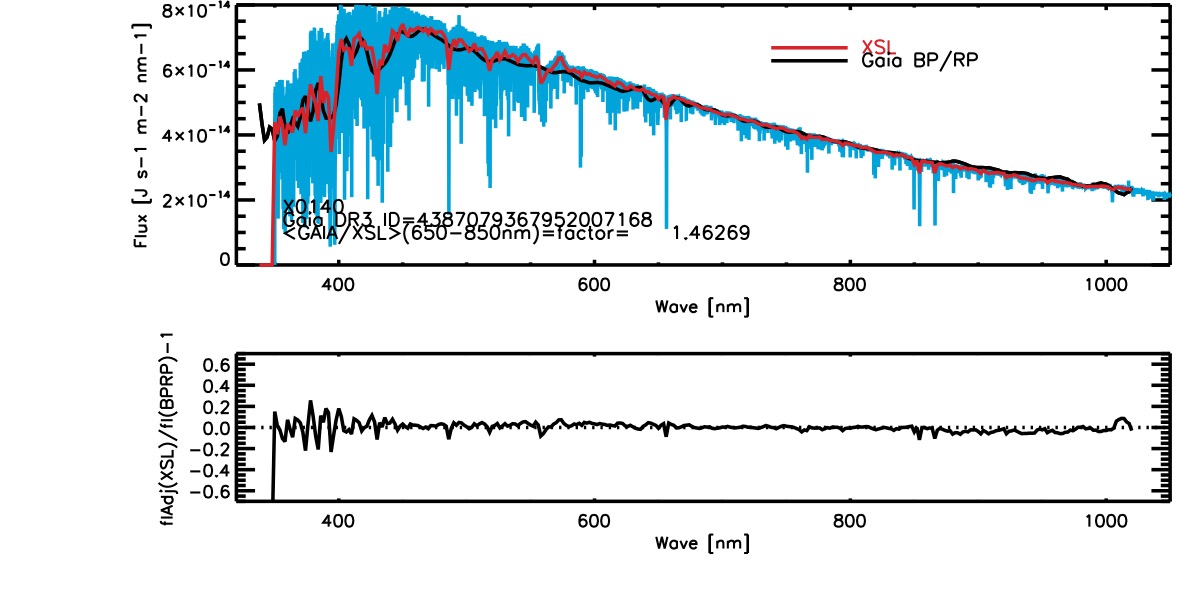 8×10−14
6×10−14
4×10−14
2×10−14
0
Flux [J s−1 m−2 nm−1]
XSL
Gaia BP/RP
X0140
Gaia DR3 ID=4387079367952007168
<GAIA/XSL>(650−850nm)=factor= 1.46269
400 600 800 1000
Wave [nm]
0.6
0.4
0.2
0.0
−0.2
−0.4
−0.6
flAdj(XSL)/fl(BPRP)−1
400 600 800 1000
Wave [nm]